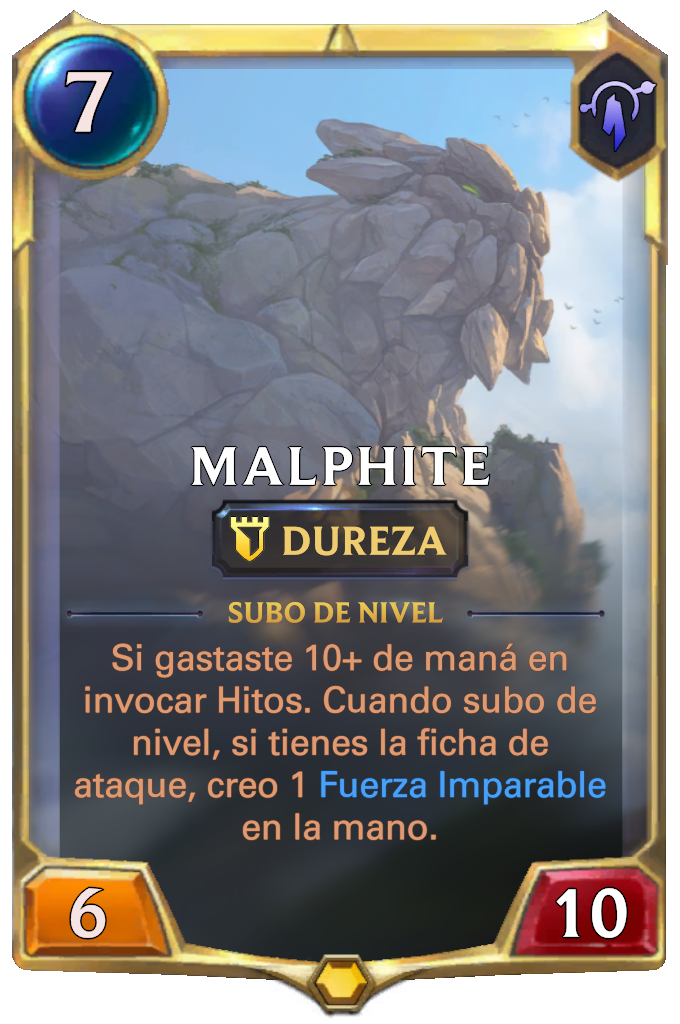 7
MALPHITE
DUREZA
SUBO DE NIVEL
Si gastaste 10+ de maná en
invocar Hitos. Cuando subo de
nivel, si tienes la ficha de
ataque, creo 1 Fuerza Imparable
en la mano.
6
10